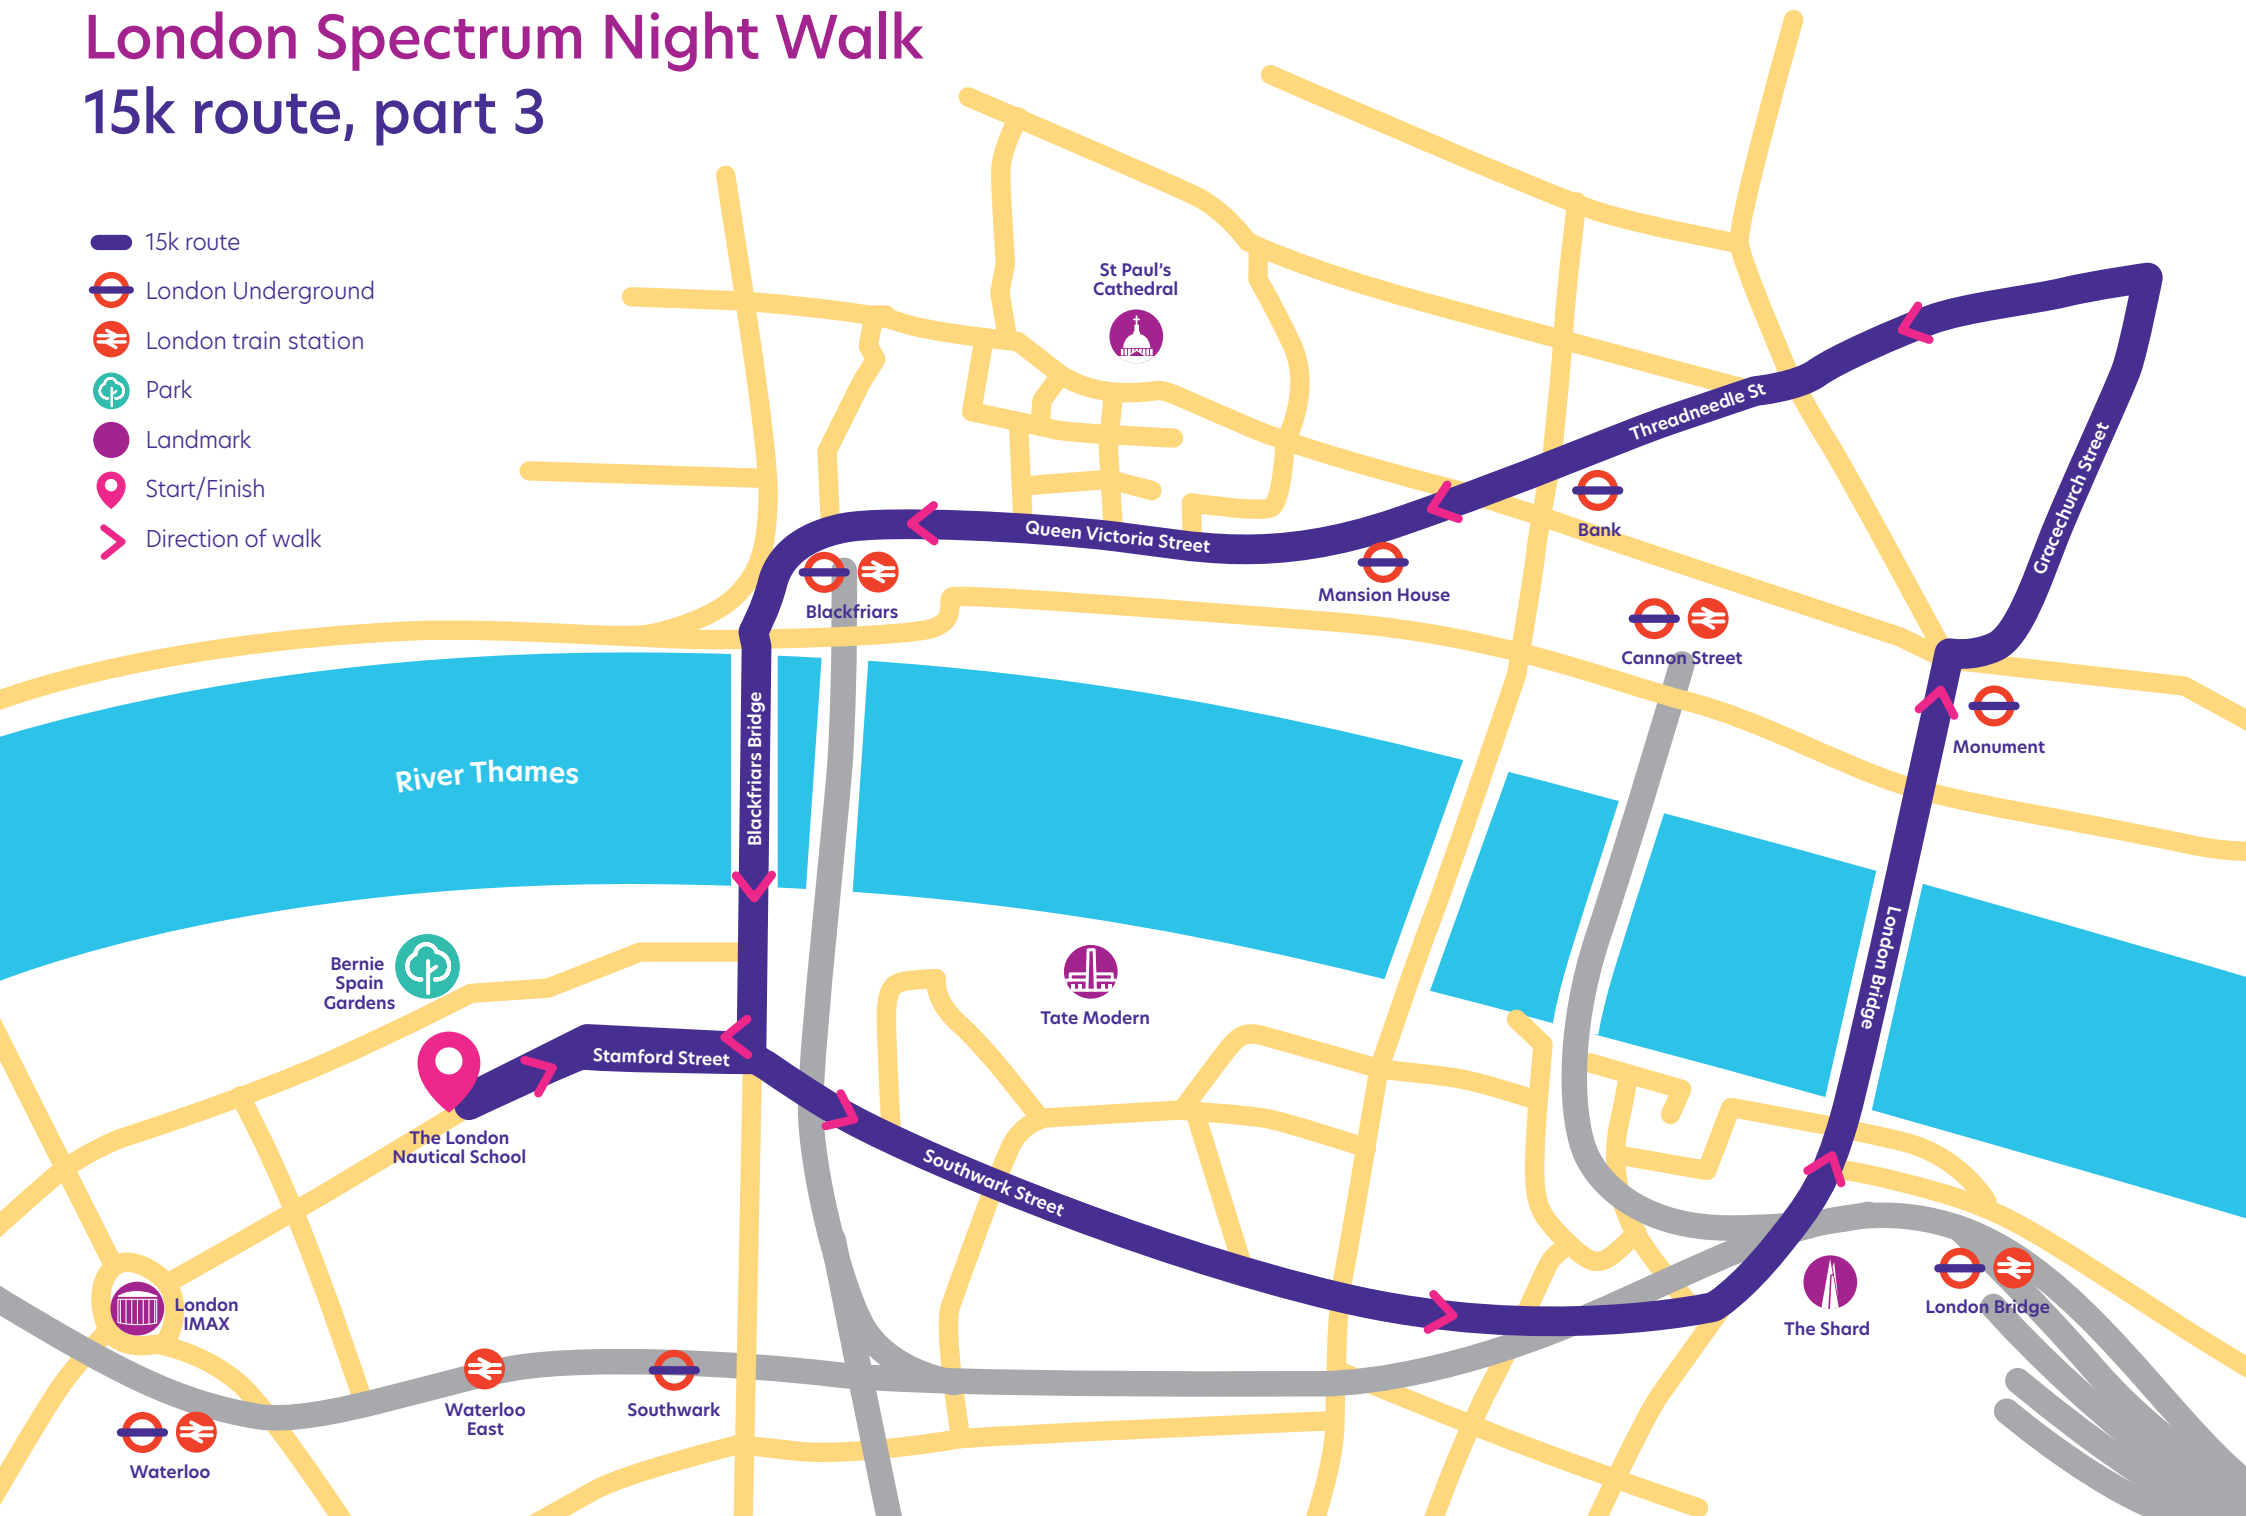 London Spectrum Night Walk
15k route, part 3
15k route
London Underground
London train station
Park
Landmark
Start/Finish
Direction of walk
St Paul's
Cathedral
Threadneedle St
Gracechurch Street
Bank
Queen Victoria Street
Mansion House
Blackfriars
Cannon Street
Monument
Blackfriars Bridge
River Thames
London Bridge
Bernie
Spain
Gardens
Tate Modern
Stamford Street
The London
Nautical School
Southwark Street
London
IMAX
The Shard
London Bridge
Waterloo
East
Southwark
Waterloo